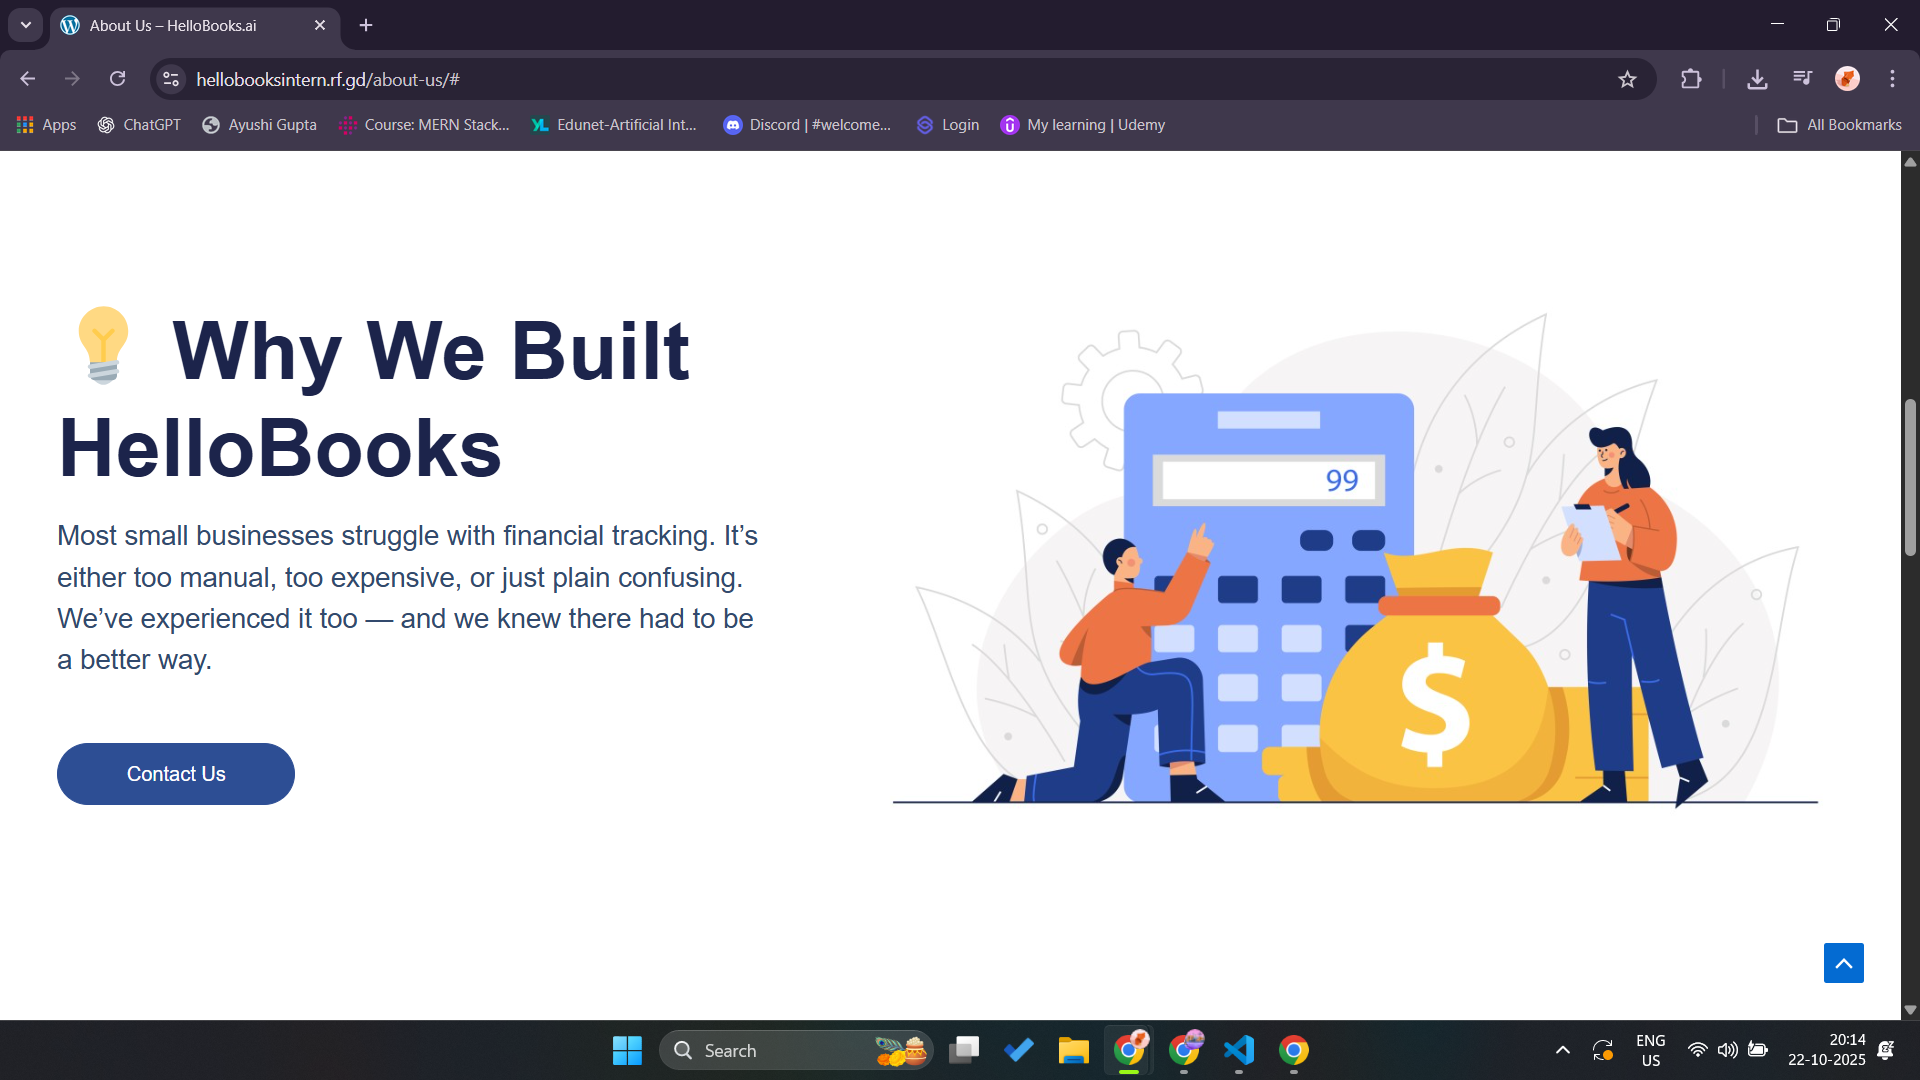 About Us – HelloBooks.ai
hellobooksintern.rf.gd/about-us/#
Apps
ChatGPT
Ayushi Gupta
Course: MERN Stack...
Edunet-Artificial Int...
Discord | #welcome...
Login
My learning | Udemy
All Bookmarks
Why We Built
HelloBooks
Most small businesses struggle with financial tracking. It’s
either too manual, too expensive, or just plain confusing.
We’ve experienced it too — and we knew there had to be
a better way.
Contact Us
99
$
Search
ENG
US
20:14
22-10-2025